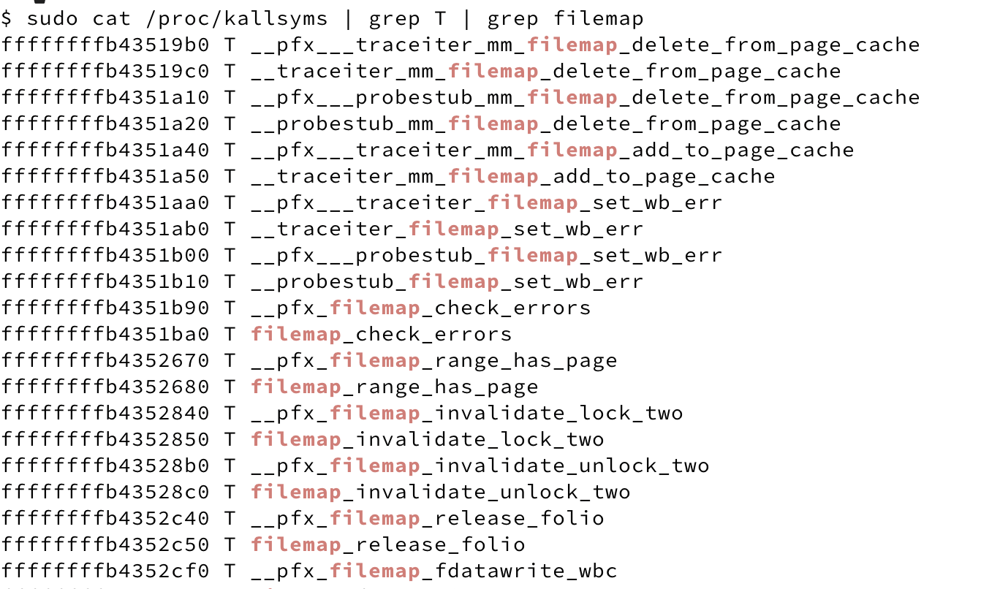 $ sudo cat /proc/kallsyms | grep T | grep filemap
ffffffffb43519b0 T __pfx___traceiter_mm_filemap_delete_from_page_cache
ffffffffb43519c0 T __traceiter_mm_filemap_delete_from_page_cache
ffffffffb4351a10 T __pfx___probestub_mm_filemap_delete_from_page_cache
ffffffffb4351a20 T __probestub_mm_filemap_delete_from_page_cache
ffffffffb4351a40 T __pfx___traceiter_mm_filemap_add_to_page_cache
ffffffffb4351a50 T __traceiter_mm_filemap_add_to_page_cache
ffffffffb4351aa0 T __pfx___traceiter_filemap_set_wb_err
ffffffffb4351ab0 T __traceiter_filemap_set_wb_err
ffffffffb4351b00 T __pfx___probestub_filemap_set_wb_err
ffffffffb4351b10 T __probestub_filemap_set_wb_err
ffffffffb4351b90 T __pfx_filemap_check_errors
ffffffffb4351ba0 T filemap_check_errors
ffffffffb4352670 T __pfx_filemap_range_has_page
ffffffffb4352680 T filemap_range_has_page
ffffffffb4352840 T __pfx_filemap_invalidate_lock_two
ffffffffb4352850 T filemap_invalidate_lock_two
ffffffffb43528b0 T __pfx_filemap_invalidate_unlock_two
ffffffffb43528c0 T filemap_invalidate_unlock_two
ffffffffb4352c40 T __pfx_filemap_release_folio
ffffffffb4352c50 T filemap_release_folio
ffffffffb4352cf0 T __pfx_filemap_fdatawrite_wbc